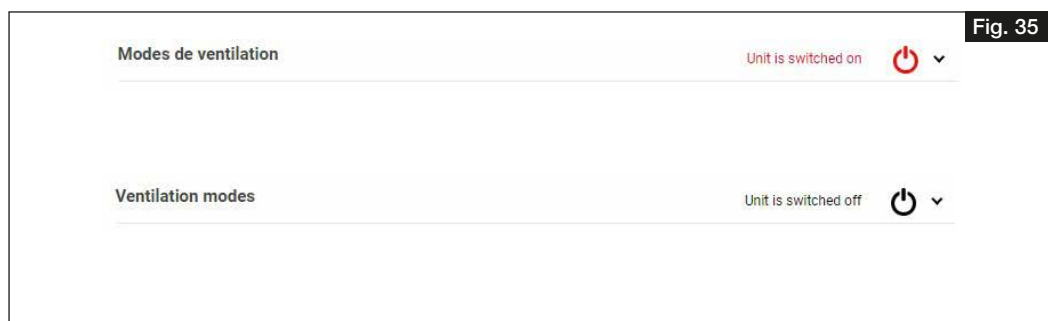 Fig. 35
Modes de ventilation Unit is switched on
Ventilation modes Unit is switched off